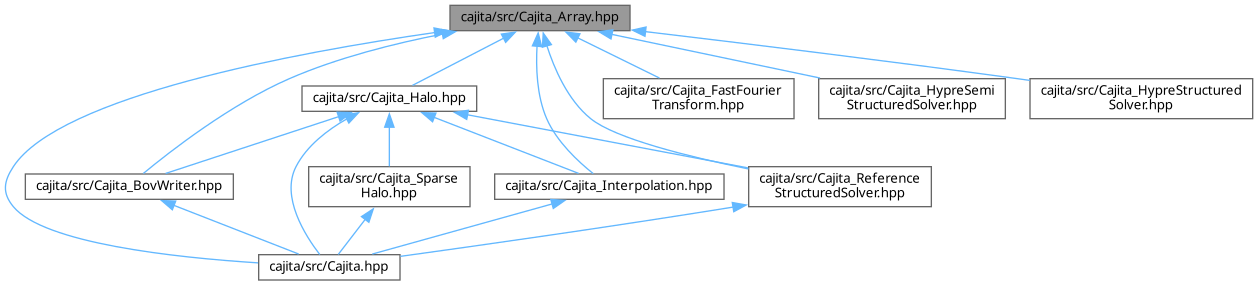 cajita/src/Cajita_Array.hpp
cajita/src/Cajita_Halo.hpp
cajita/src/Cajita_FastFourier
Transform.hpp
cajita/src/Cajita_HypreSemi
StructuredSolver.hpp
cajita/src/Cajita_HypreStructured
Solver.hpp
cajita/src/Cajita_BovWriter.hpp
cajita/src/Cajita_Sparse
Halo.hpp
cajita/src/Cajita_Interpolation.hpp
cajita/src/Cajita_Reference
StructuredSolver.hpp
cajita/src/Cajita.hpp